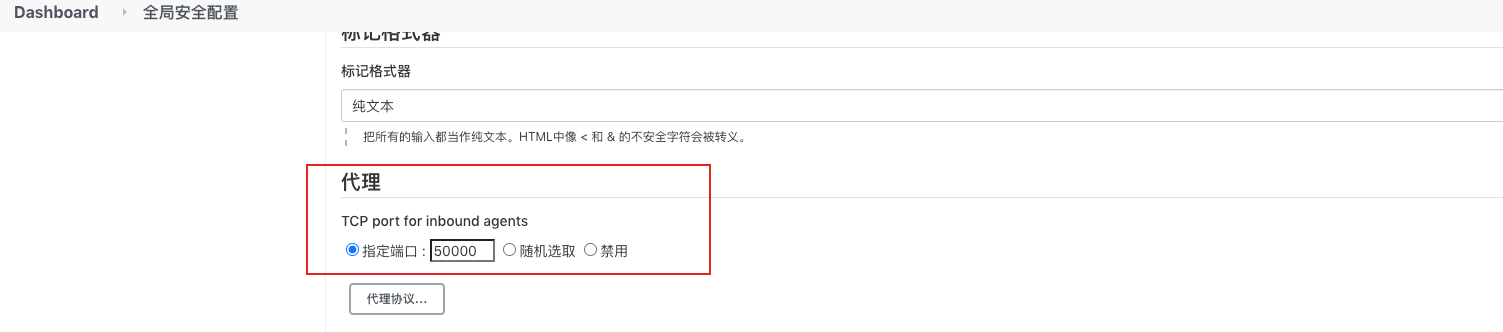 Dashboard 全局安全配置
标记格式器
标记格式器
纯文本
把所有的输入都当作纯文本。HTML中像 < 和 & 的不安全字符会被转义。
代理
TCP port for inbound agents
指定端口 : 50000 随机选取 禁用
代理协议...